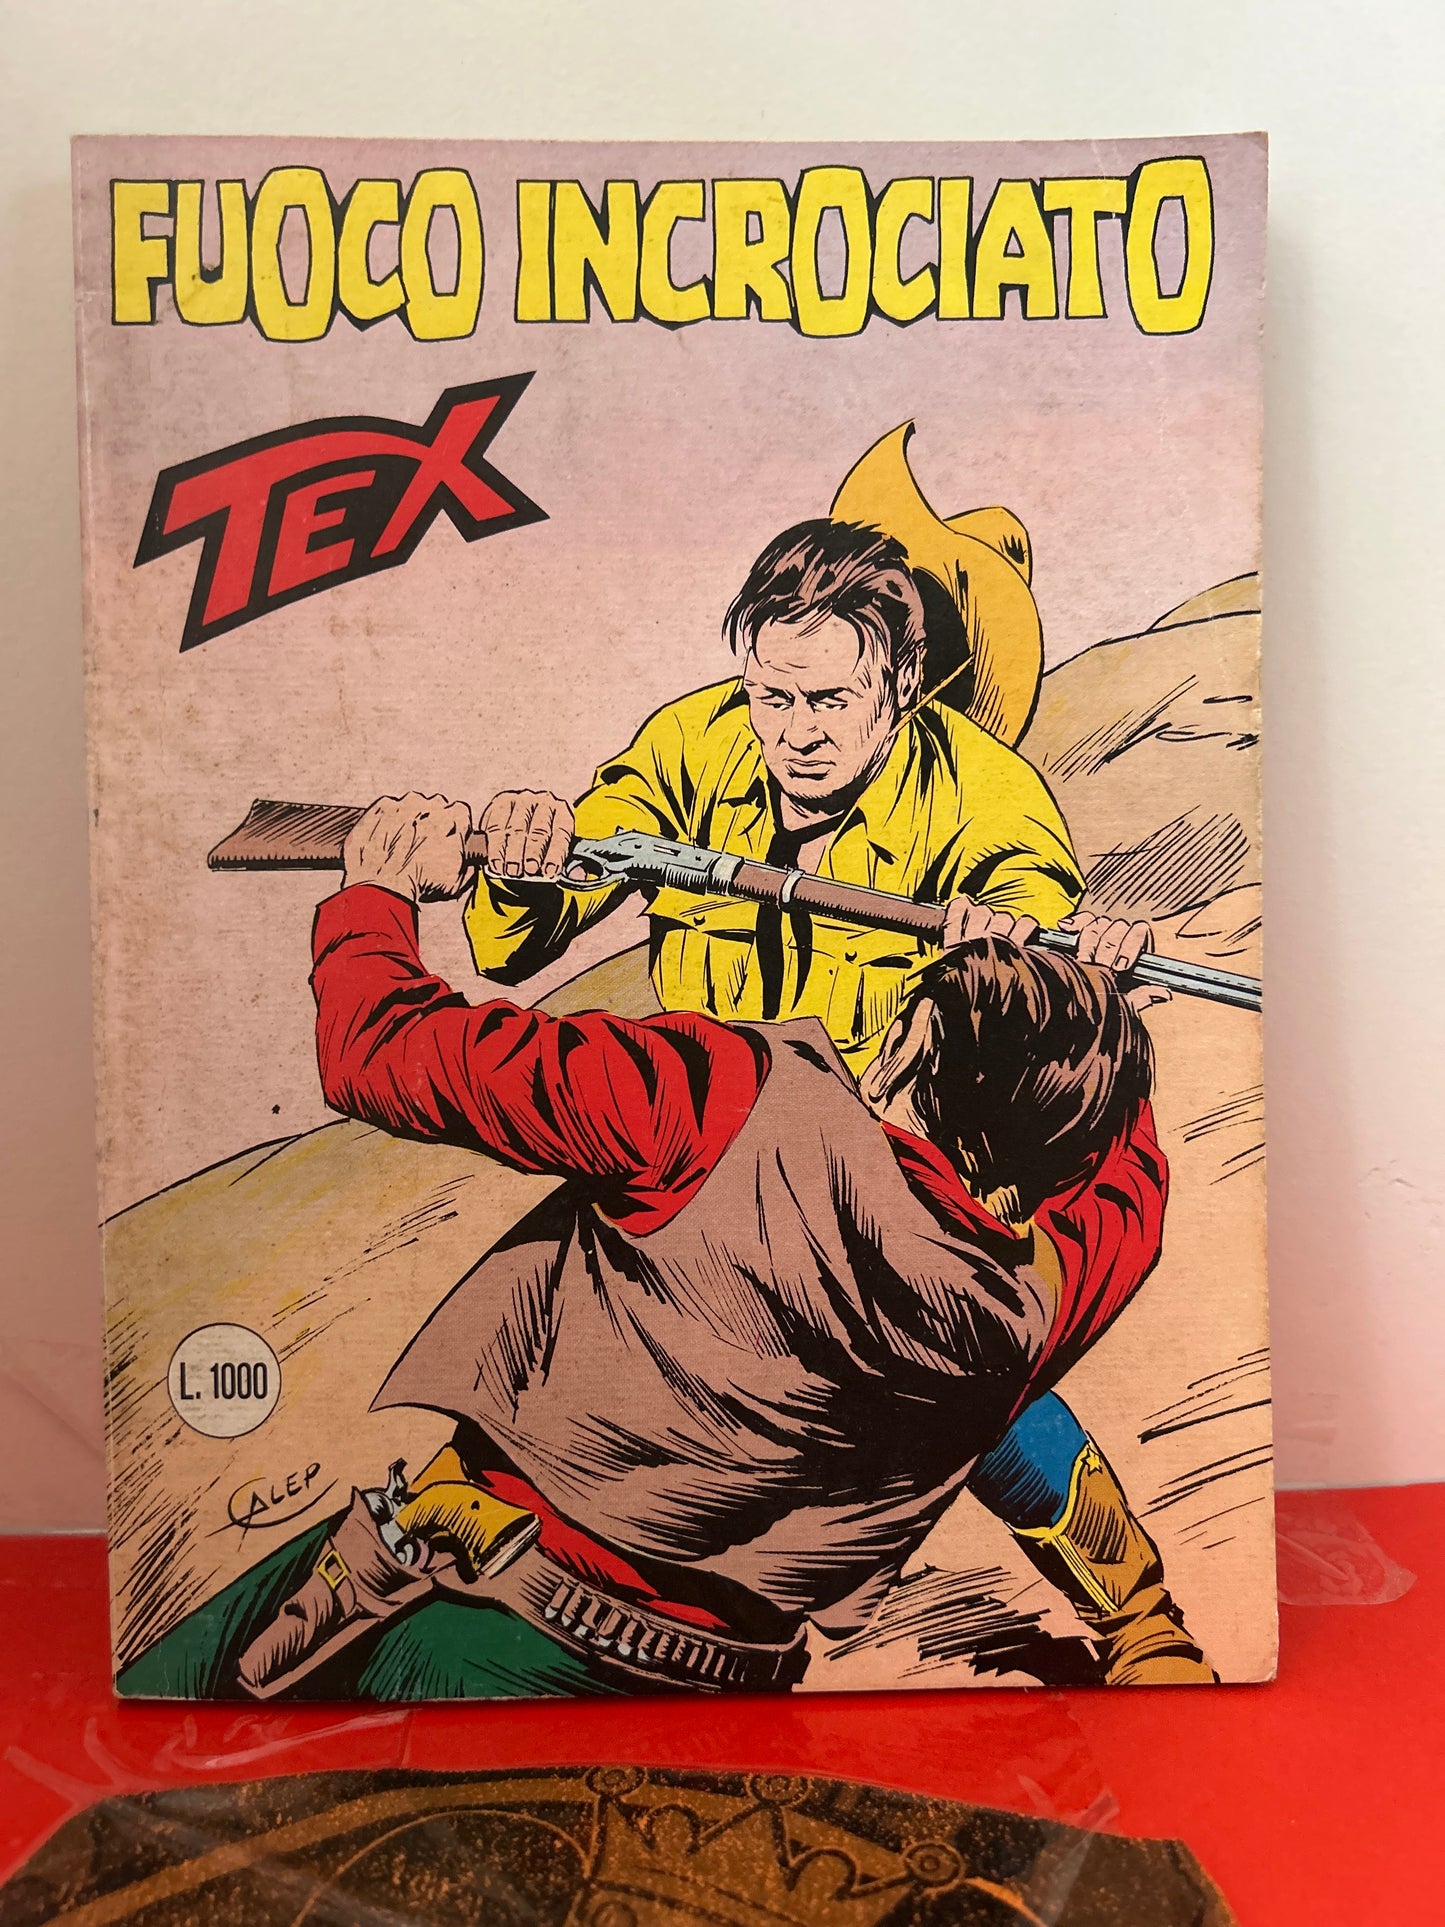 FUOCO INCROCIATO
TEX
L. 1000
GALEP